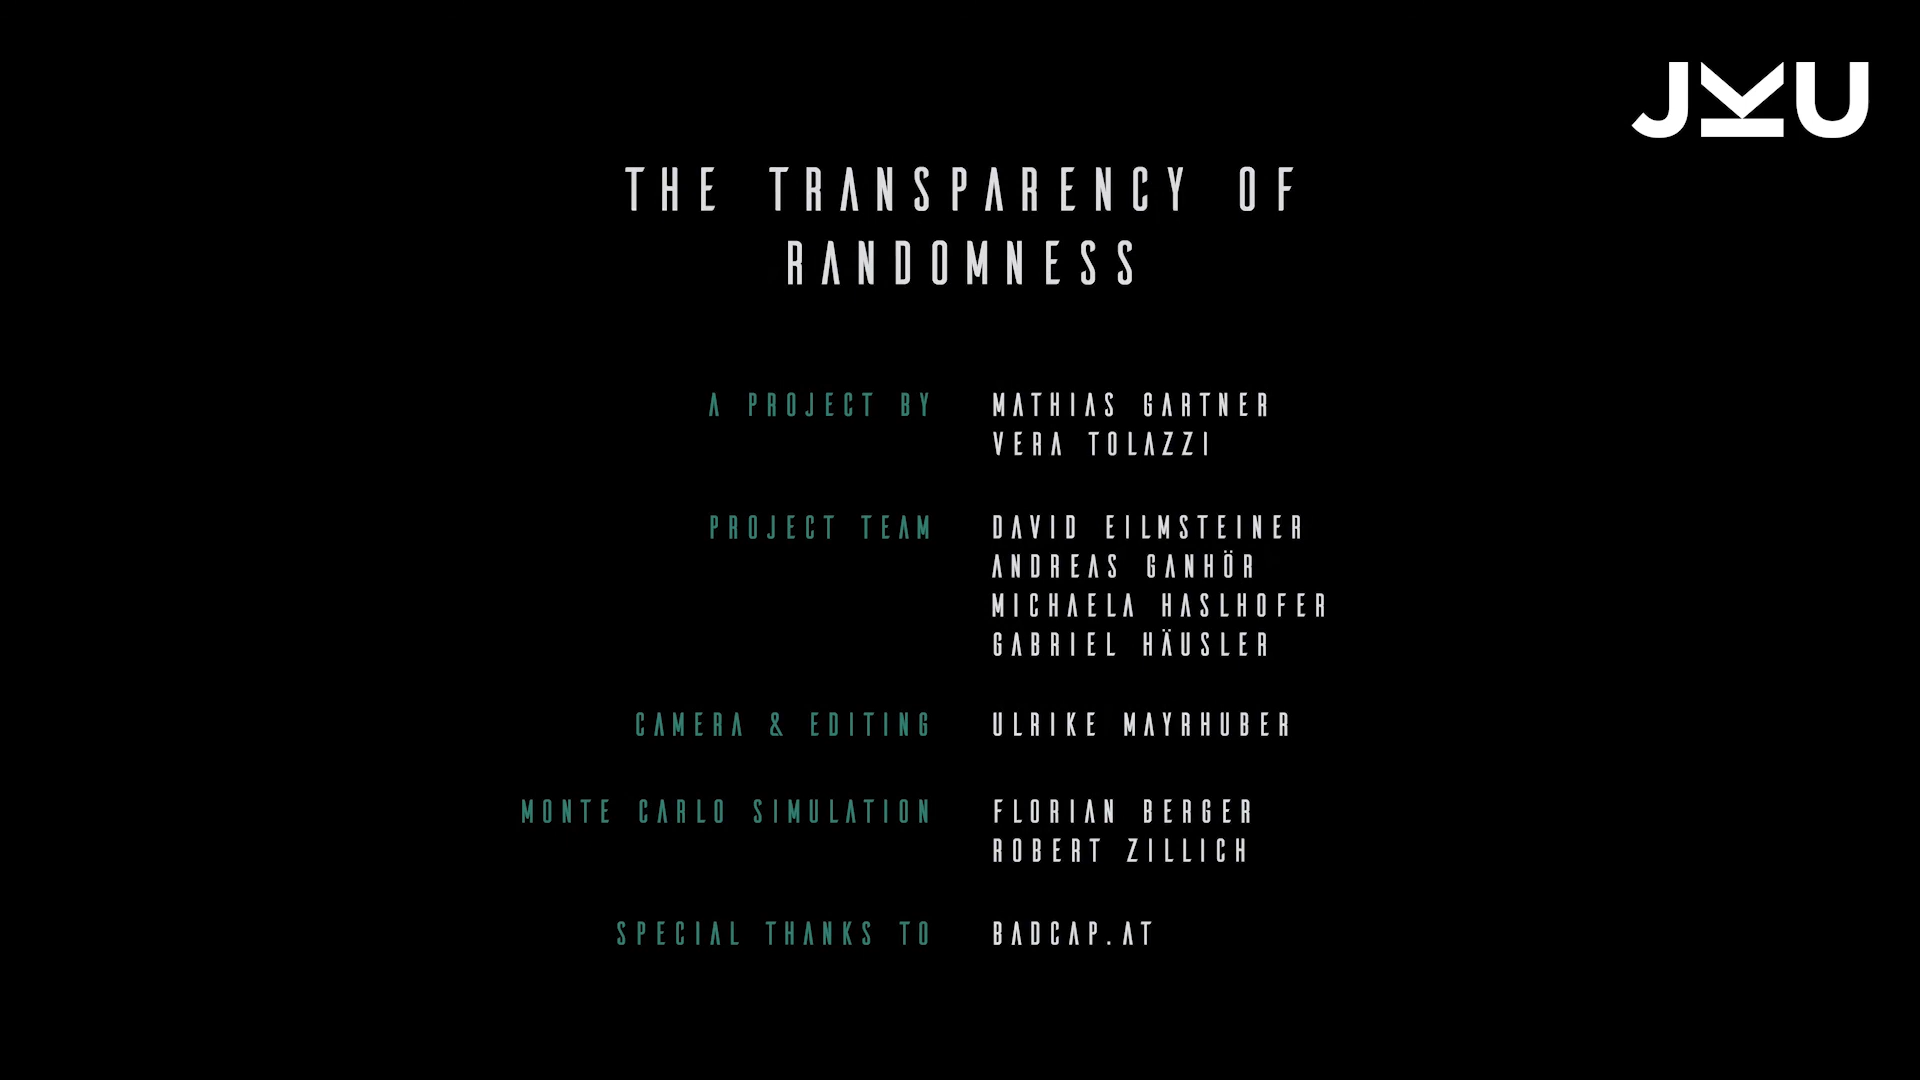 JKU
THE TRANSPARENCY OF
RANDOMNESS
A PROJECT BY MATHIAS GARTNER
VERA TOLAZZI
PROJECT TEAM DAVID EILMSTEINER
ANDREAS GANHÖR
MICHAELA HASLHOFER
GABRIEL HÄUSLER
CAMERA & EDITING ULRIKE MAYRHUBER
MONTE CARLO SIMULATION FLORIAN BERGER
ROBERT ZILLICH
SPECIAL THANKS TO BADCAP.AT